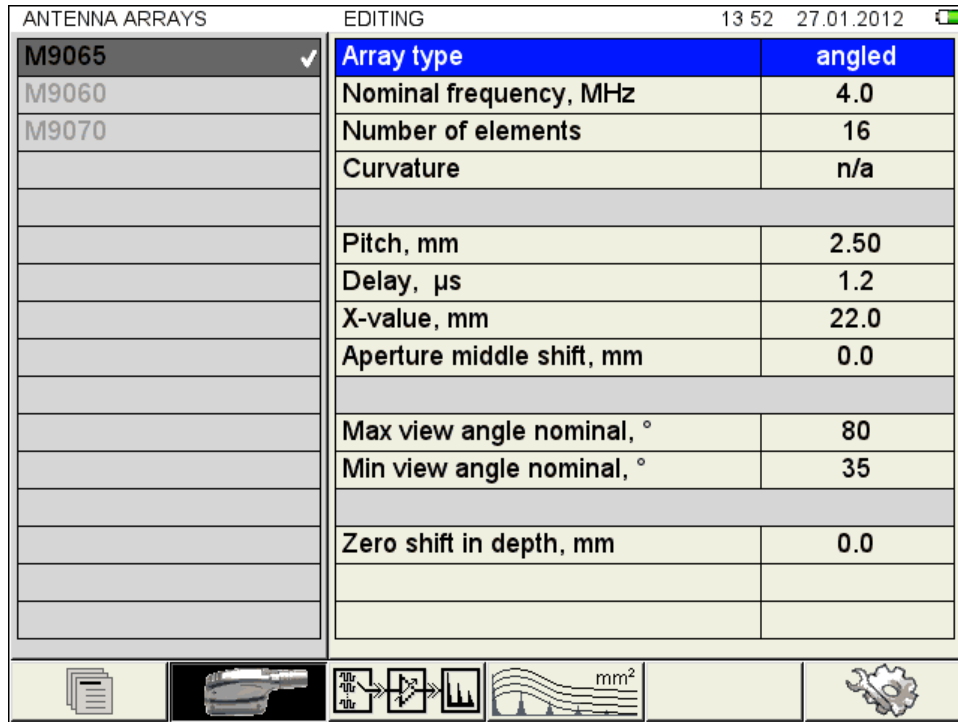 ANTENNA ARRAYS EDITING 13 52 27.01.2012
M9065
M9060
M9070
Array type angled
Nominal frequency, MHz 4.0
Number of elements 16
Curvature n/a
Pitch, mm 2.50
Delay, µs 1.2
X-value, mm 22.0
Aperture middle shift, mm 0.0
Max view angle nominal, ° 80
Min view angle nominal, ° 35
Zero shift in depth, mm 0.0
mm²